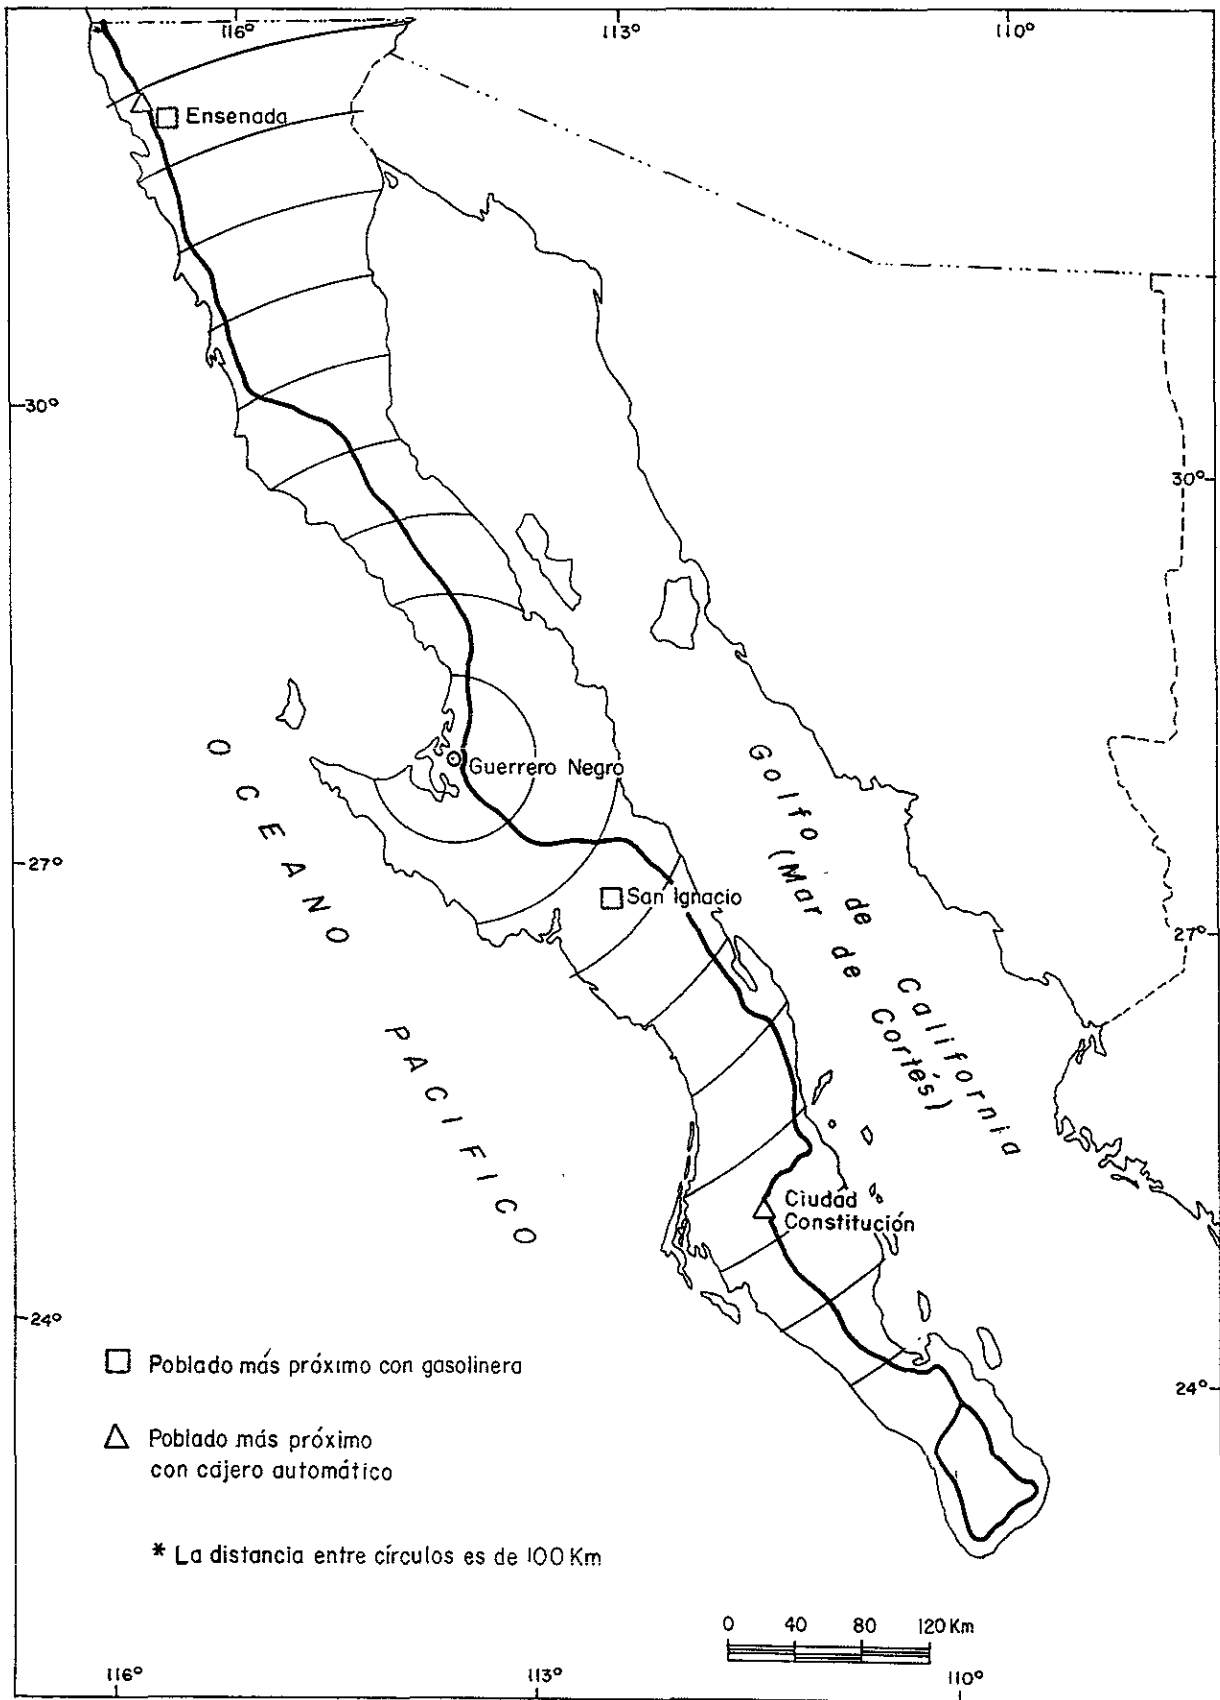 116°
113°
110°
Ensenada
30°
30°
Guerrero Negro
27°
San Ignacio
27°
OCEANO PACIFICO
Golfo de California
(Mar de Cortés)
Ciudad
Constitución
24°
24°
Poblado más próximo con gasolinera
Poblado más próximo
con cajero automático
* La distancia entre círculos es de 100 Km
0 40 80 120 Km
116°
113°
110°